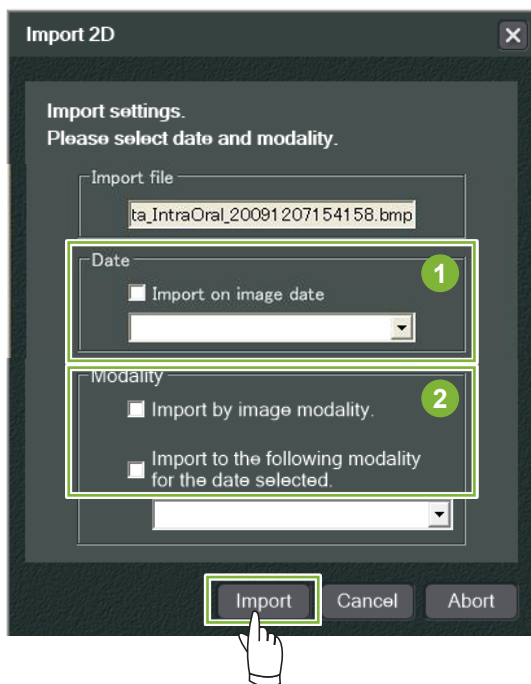 Import 2D
Import settings.
Please select date and modality.
Import file
ta_IntraOral_20091207154158.bmp
Date
1
Import on image date
Modality
2
Import by image modality.
Import to the following modality
for the date selected.
Import Cancel Abort